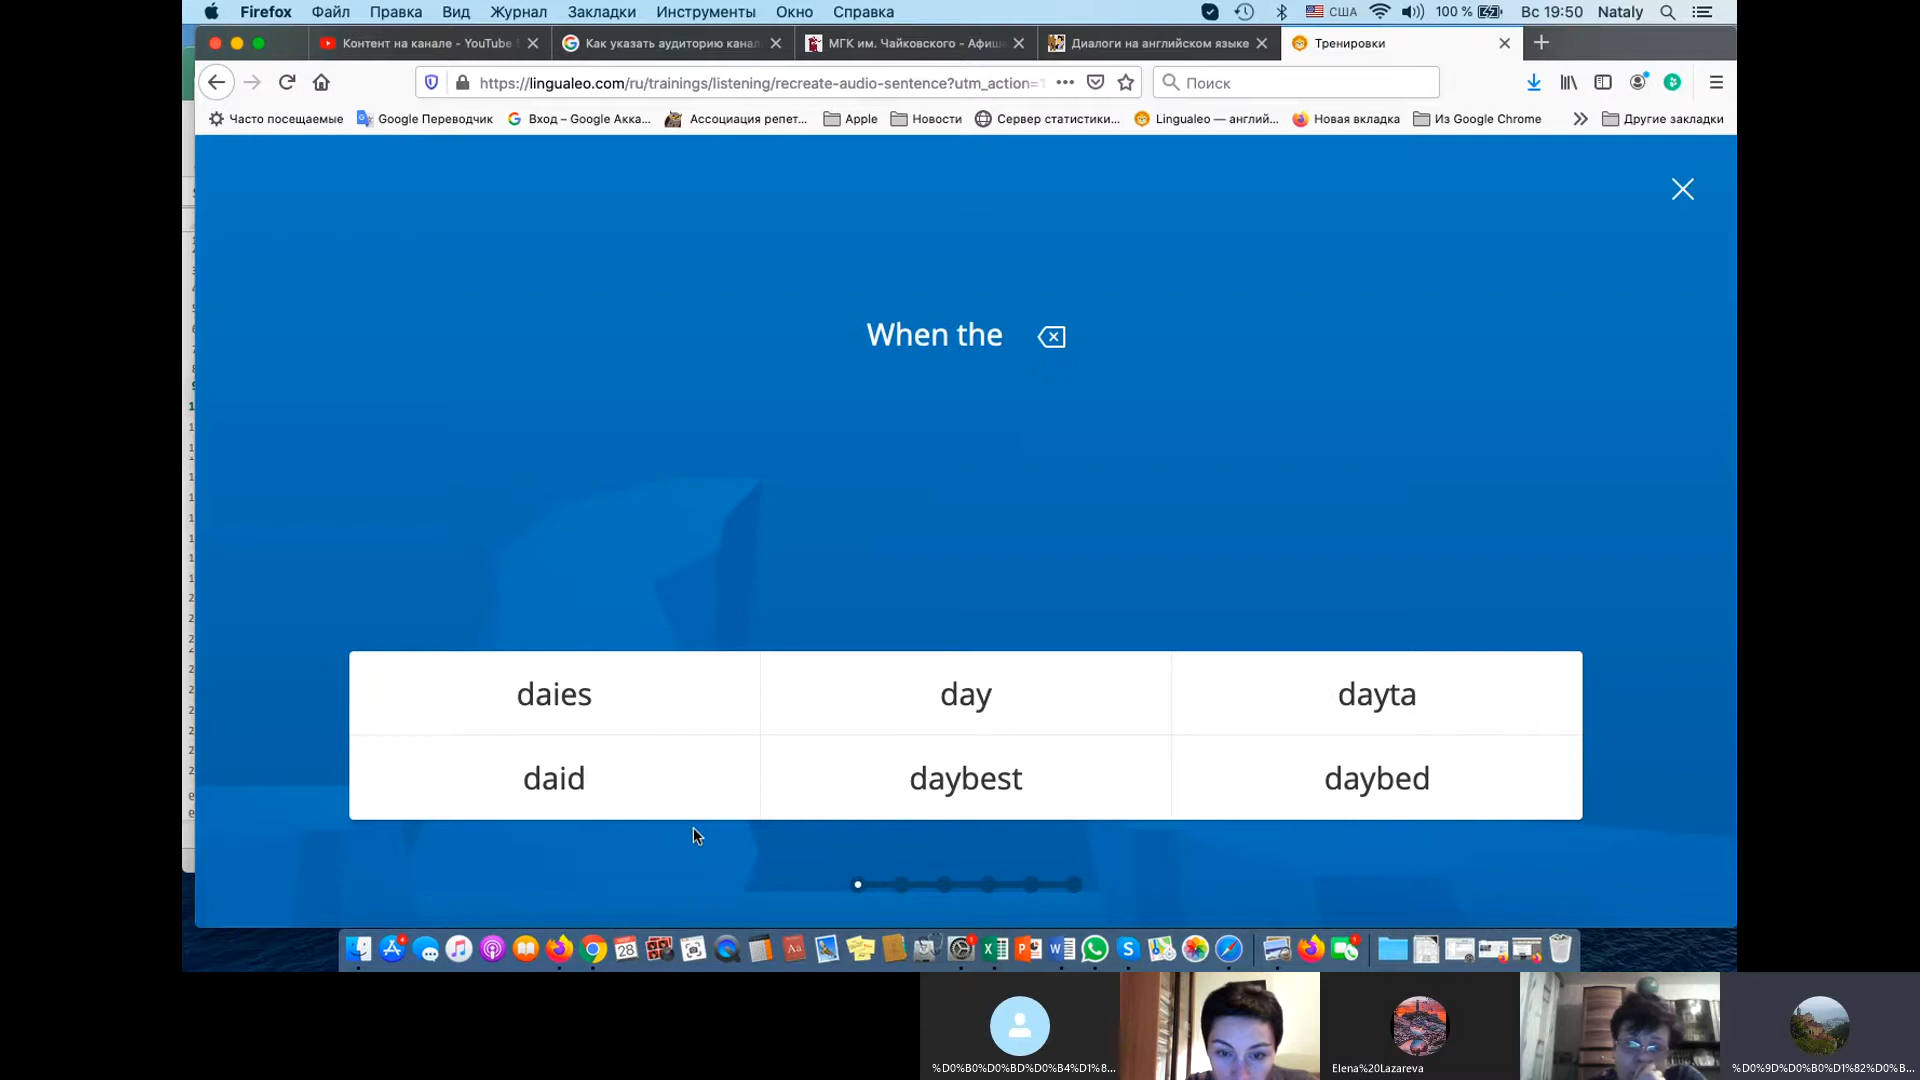 Firefox Файл Правка Вид Журнал Закладки Инструменты Окно Справка США 100 % Вс 19:50 Nataly
Контент на канале - YouTube Как указать аудиторию канал МГК им. Чайковского - Афиша Диалоги на английском языке Тренировки
https://lingualeo.com/ru/trainings/listening/recreate-audio-sentence?utm_action= Поиск
Часто посещаемые Google Переводчик Вход – Google Акка... Ассоциация репет... Apple Новости Сервер статистики... Lingualeo — англий... Новая вкладка Из Google Chrome Другие закладки
When the
daies day dayta
daid daybest daybed
28
%D0%B0%D0%BD%D0%B4%D1%8... Elena%20Lazareva %D0%9D%D0%B0%D1%82%D0%B...